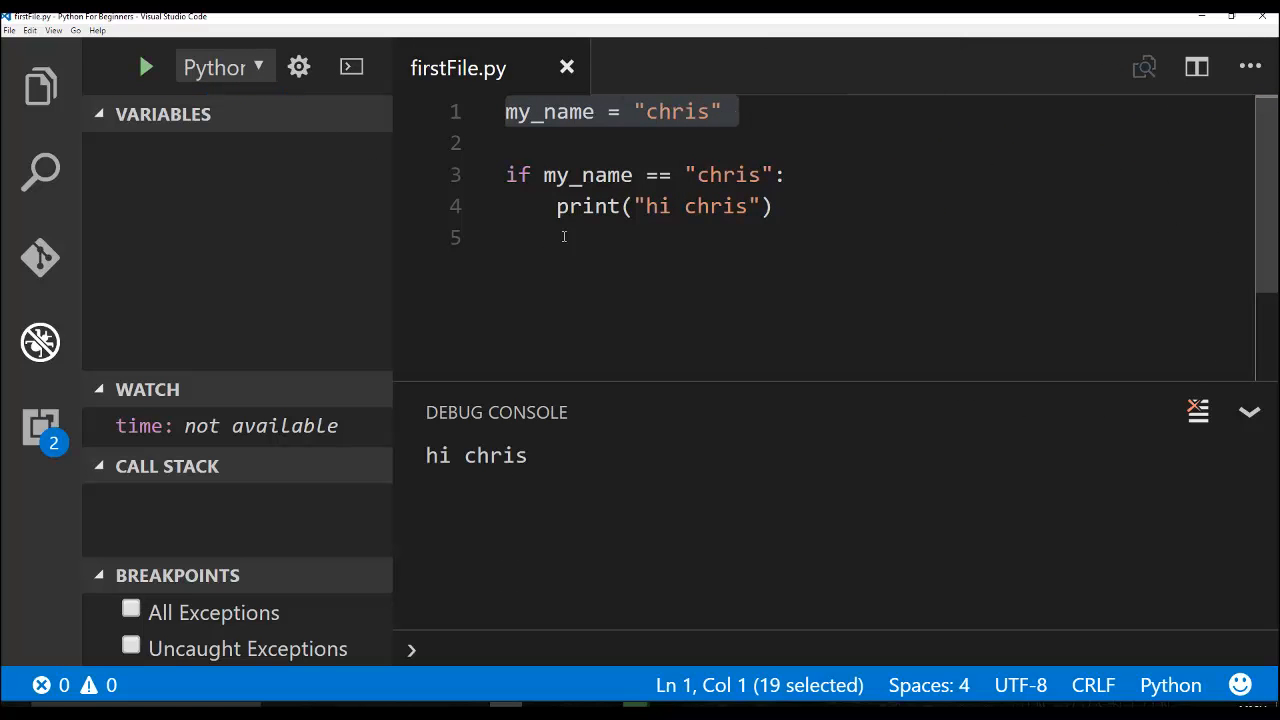 firstFile.py - Python For Beginners - Visual Studio Code
File Edit View Go Help
Python
firstFile.py
VARIABLES
1 my_name = "chris"
2
3 if my_name == "chris":
4 print("hi chris")
5
WATCH
time: not available
CALL STACK
2
BREAKPOINTS
All Exceptions
Uncaught Exceptions
DEBUG CONSOLE
hi chris
0 0 Ln 1, Col 1 (19 selected) Spaces: 4 UTF-8 CRLF Python